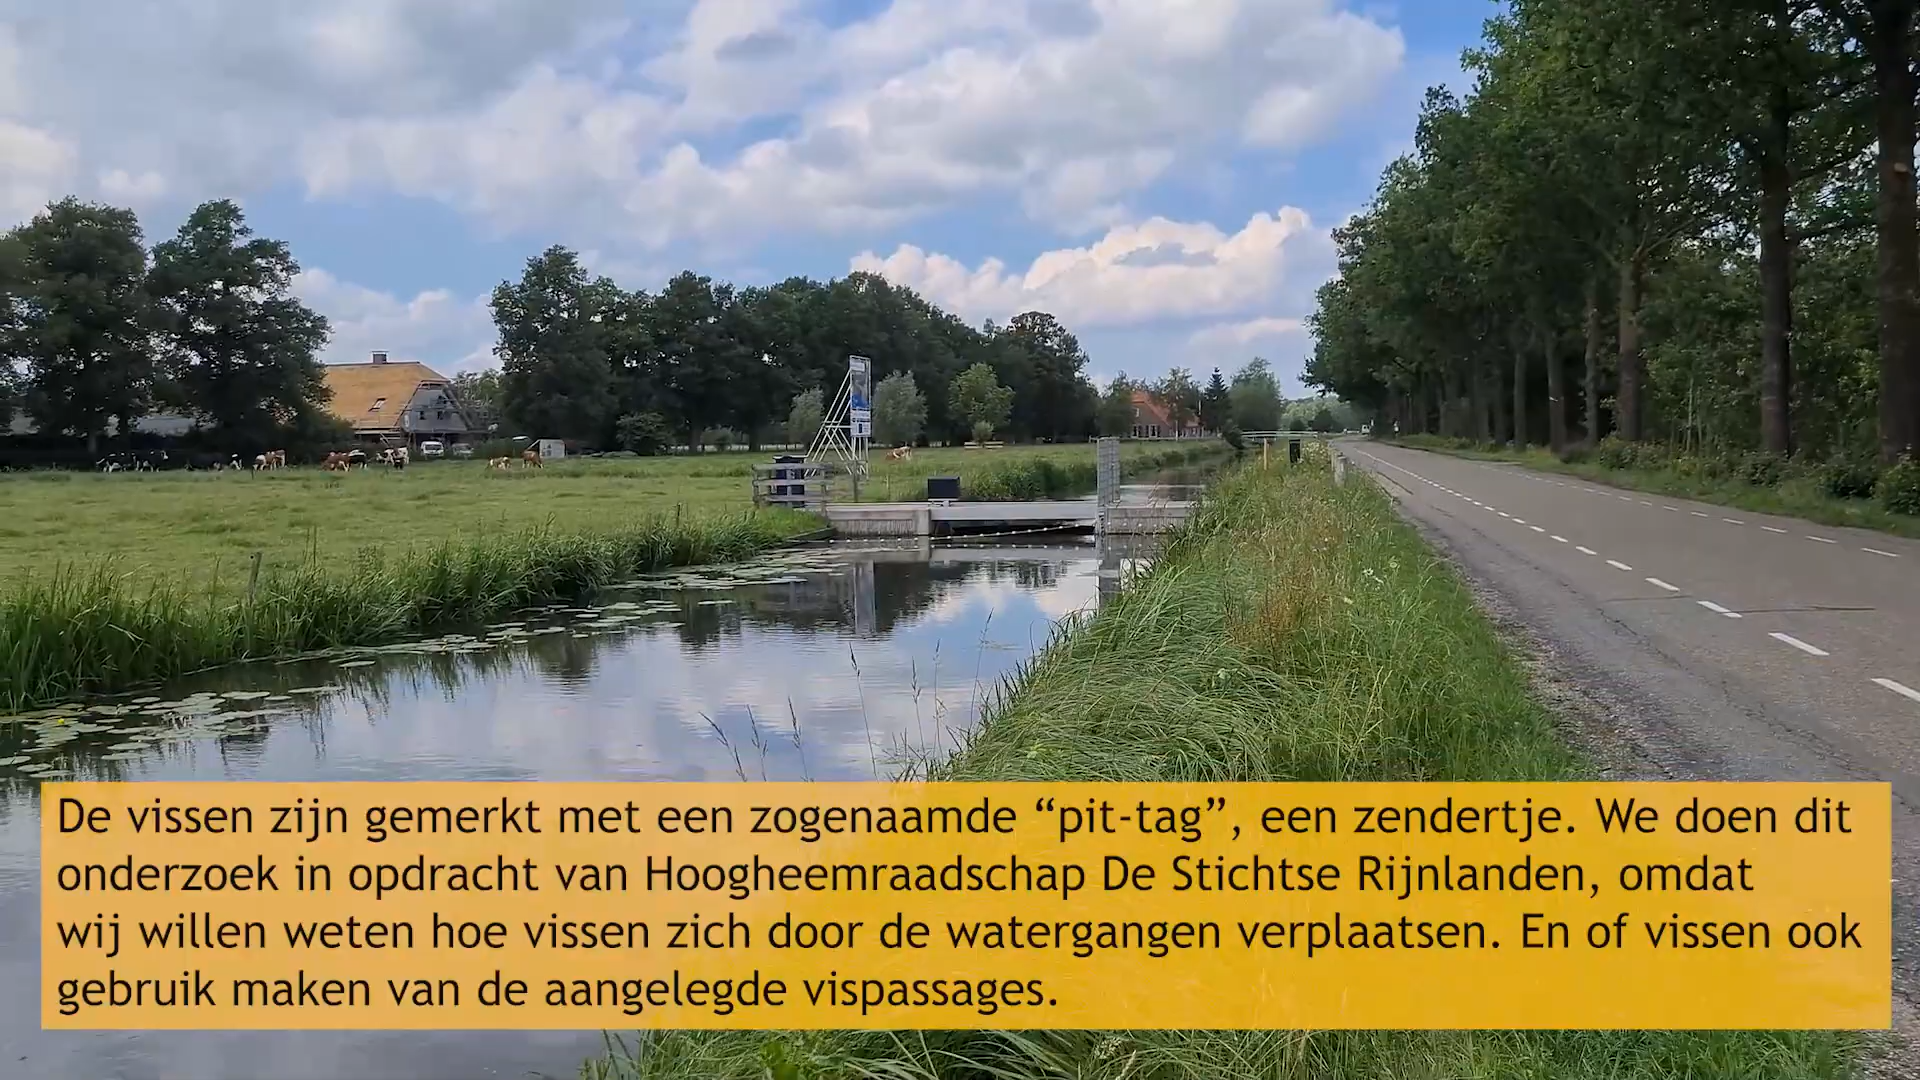 De vissen zijn gemerkt met een zogenaamde “pit-tag”, een zendertje. We doen dit
onderzoek in opdracht van Hoogheemraadschap De Stichtse Rijnlanden, omdat
wij willen weten hoe vissen zich door de watergangen verplaatsen. En of vissen ook
gebruik maken van de aangelegde vispassages.